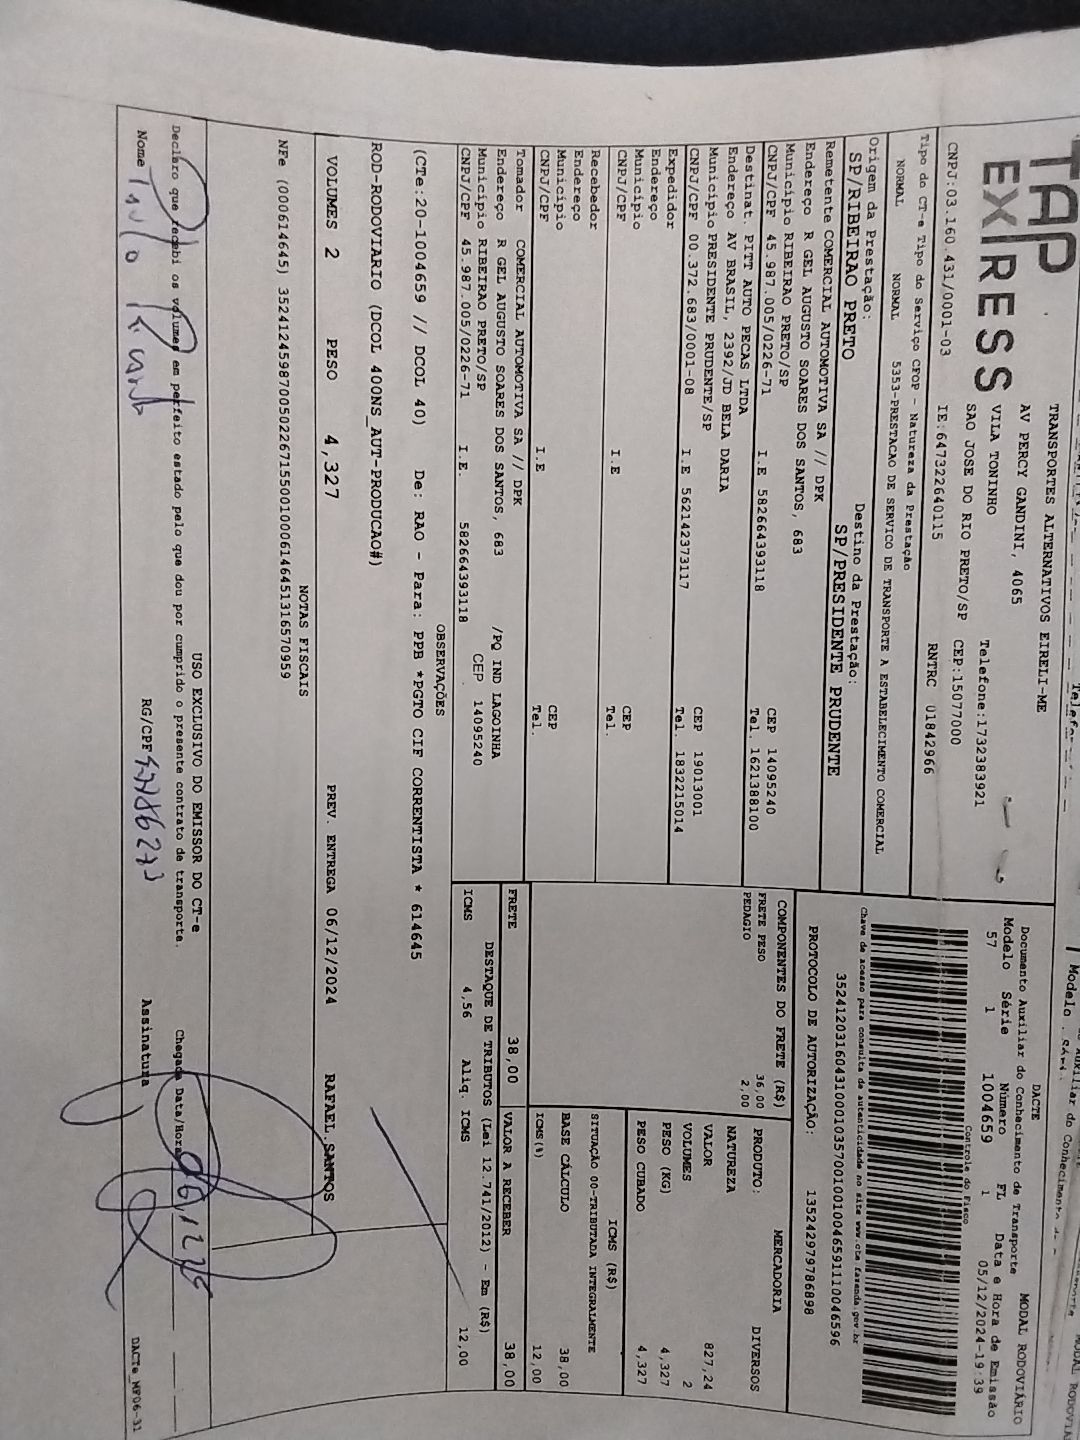 TAP
EXPRESS
TRANSPORTES ALTERNATIVOS EIRELI-ME
AV PERCY GANDINI, 4065
VILA TONINHO
SAO JOSE DO RIO PRETO/SP
Telefone:1732383921
CEP:15077000
CNPJ:03.160.431/0001-03
IE:647322640115
RNTRC 01842966
DACTE
MODAL RODOVIÁRIO
Documento Auxiliar do Conhecimento de Transporte
Modelo Série Número FL Data e Hora de Emissão
57 1 1004659 1 05/12/2024-19:39
Controle do Fisco
Chave de acesso para consulta de autenticidade no site www.cte.fazenda.gov.br
PROTOCOLO DE AUTORIZAÇÃO: 135242979786898
Tipo do CT-e Tipo do Serviço CFOP - Natureza da Prestação
NORMAL NORMAL 5353-PRESTACAO DE SERVICO DE TRANSPORTE A ESTABELECIMENTO COMERCIAL
Origem da Prestação: Destino da Prestação:
SP/RIBEIRAO PRETO SP/PRESIDENTE PRUDENTE
Remetente COMERCIAL AUTOMOTIVA SA // DPK
Endereço R GEL AUGUSTO SOARES DOS SANTOS, 683
Município RIBEIRAO PRETO/SP CEP 14095240
CNPJ/CPF 45.987.005/0226-71 I.E 582664393118 Tel. 1621388100
Destinat. PITT AUTO PECAS LTDA
Endereço AV BRASIL, 2392/JD BELA DARIA
Município PRESIDENTE PRUDENTE/SP CEP 19013001
CNPJ/CPF 00.372.683/0001-08 I.E 562142373117 Tel. 1832215014
Expedidor
Endereço
Município CEP
CNPJ/CPF I.E Tel.
Recebedor
Endereço
Município CEP
CNPJ/CPF I.E Tel.
Tomador COMERCIAL AUTOMOTIVA SA // DPK
Endereço R GEL AUGUSTO SOARES DOS SANTOS, 683 /PQ IND LAGOINHA
Município RIBEIRAO PRETO/SP CEP 14095240
CNPJ/CPF 45.987.005/0226-71 I.E. 582664393118
COMPONENTES DO FRETE (R$)
FRETE PESO 36,00
PEDAGIO 2,00
FRETE 38,00
MERCADORIA
PRODUTO: DIVERSOS
NATUREZA
VALOR 827,24
VOLUMES 2
PESO (KG) 4,327
PESO CUBADO 4,327
ICMS (R$)
SITUAÇÃO 00-TRIBUTADA INTEGRALMENTE
BASE CÁLCULO 38,00
ICMS(%) 12,00
VALOR A RECEBER 38,00
DESTAQUE DE TRIBUTOS (Lei 12.741/2012) - Em (R$)
ICMS 4,56 Aliq. ICMS 12,00
OBSERVAÇÕES
(CTe:20-1004659 // DCOL 40) De: RAO - Para: PPB *PGTO CIF CORRENTISTA * 614645
ROD-RODOVIARIO (DCOL 400NS_AUT-PRODUCAO#)
VOLUMES 2 PESO 4,327 PREV. ENTREGA 06/12/2024 RAFAEL.SANTOS
NOTAS FISCAIS
NFe (000614645)
USO EXCLUSIVO DO EMISSOR DO CT-e
Declaro que recebi os volumes em perfeito estado pelo que dou por cumprido o presente contrato de transporte. Chegada Data/Hora
Nome RG/CPF Assinatura
DACTe_MF06-31